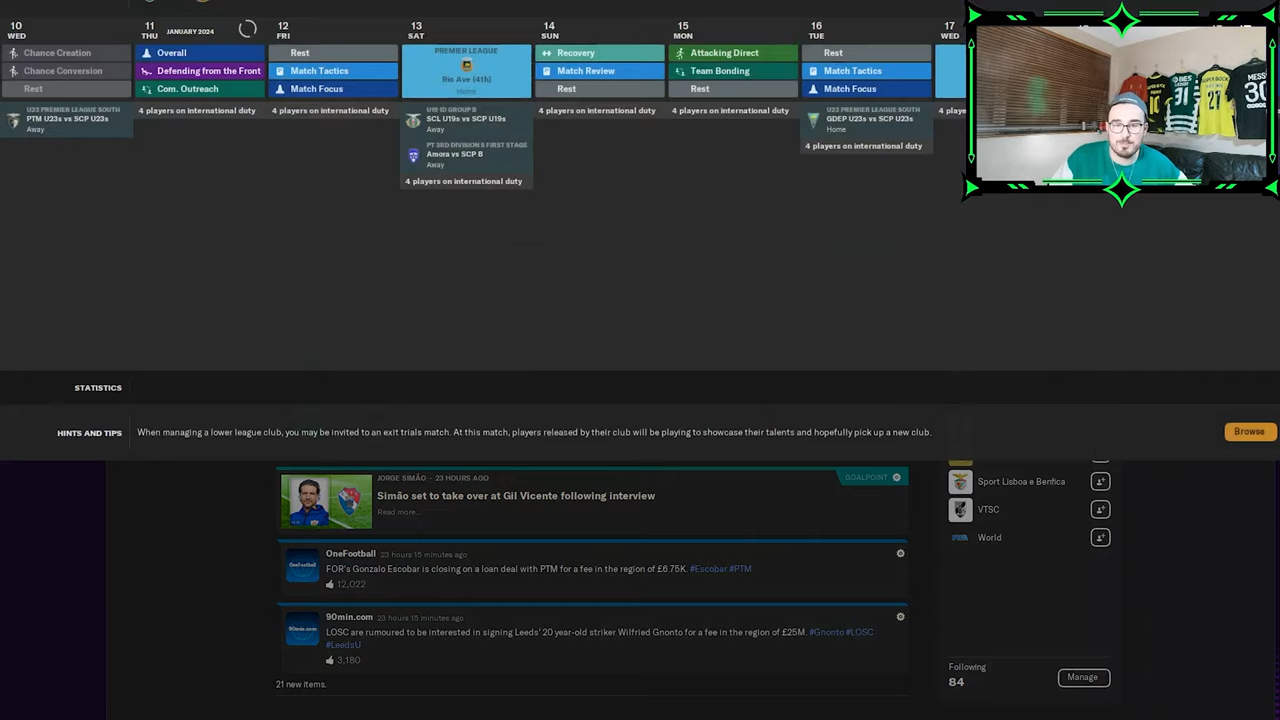 10
WED
Chance Creation
Chance Conversion
Rest
U23 PREMIER LEAGUE SOUTH
PTM U23s vs SCP U23s
Away
11
THU
JANUARY 2024
Overall
Defending from the Front
Com. Outreach
4 players on international duty
12
FRI
Rest
Match Tactics
Match Focus
4 players on international duty
13
SAT
PREMIER LEAGUE
Rio Ave (4th)
Home
U19 ID GROUP B
SCL U19s vs SCP U19s
Away
PT 3RD DIVISION S FIRST STAGE
Amora vs SCP B
Away
4 players on international duty
14
SUN
Recovery
Match Review
Rest
4 players on international duty
15
MON
Attacking Direct
Team Bonding
Rest
4 players on international duty
16
TUE
Rest
Match Tactics
Match Focus
U23 PREMIER LEAGUE SOUTH
GDEP U23s vs SCP U23s
Home
4 players on international duty
17
WED
31
27
MESS
30
STATISTICS
HINTS AND TIPS
When managing a lower league club, you may be invited to an exit trials match. At this match, players released by their club will be playing to showcase their talents and hopefully pick up a new club.
Browse
JORGE SIMÃO - 23 HOURS AGO
GOALPOINT
Simão set to take over at Gil Vicente following interview
Read more...
OneFootball
OneFootball 23 hours 15 minutes ago
FOR's Gonzalo Escobar is closing on a loan deal with PTM for a fee in the region of £6.75K. #Escobar #PTM
12,022
90min.com 23 hours 15 minutes ago
LOSC are rumoured to be interested in signing Leeds' 20 year-old striker Wilfried Gnonto for a fee in the region of £25M. #Gnonto #LOSC
#LeedsU
3,180
21 new items.
Sport Lisboa e Benfica
VTSC
FIFA
World
Following
84
Manage